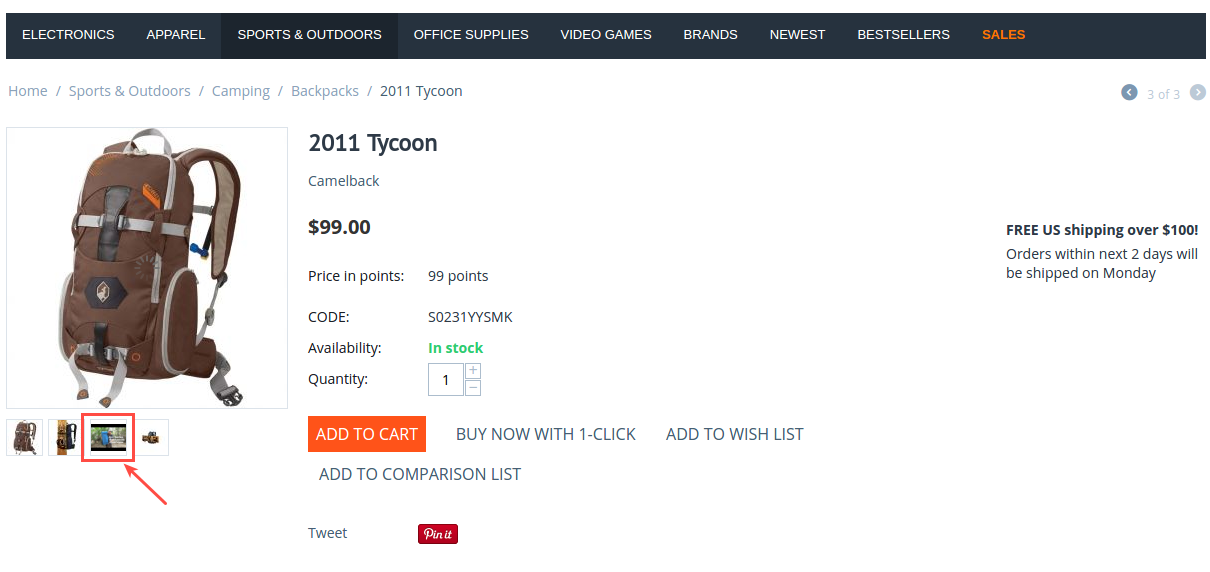 ELECTRONICS APPAREL SPORTS & OUTDOORS OFFICE SUPPLIES VIDEO GAMES BRANDS NEWEST BESTSELLERS SALES
Home / Sports & Outdoors / Camping / Backpacks / 2011 Tycoon
3 of 3
2011 Tycoon
Camelback
$99.00
FREE US shipping over $100!
Orders within next 2 days will
be shipped on Monday
Price in points: 99 points
CODE: S0231YYSMK
Availability: In stock
Quantity: 1 + −
ADD TO CART BUY NOW WITH 1-CLICK ADD TO WISH LIST
ADD TO COMPARISON LIST
Tweet Pin it